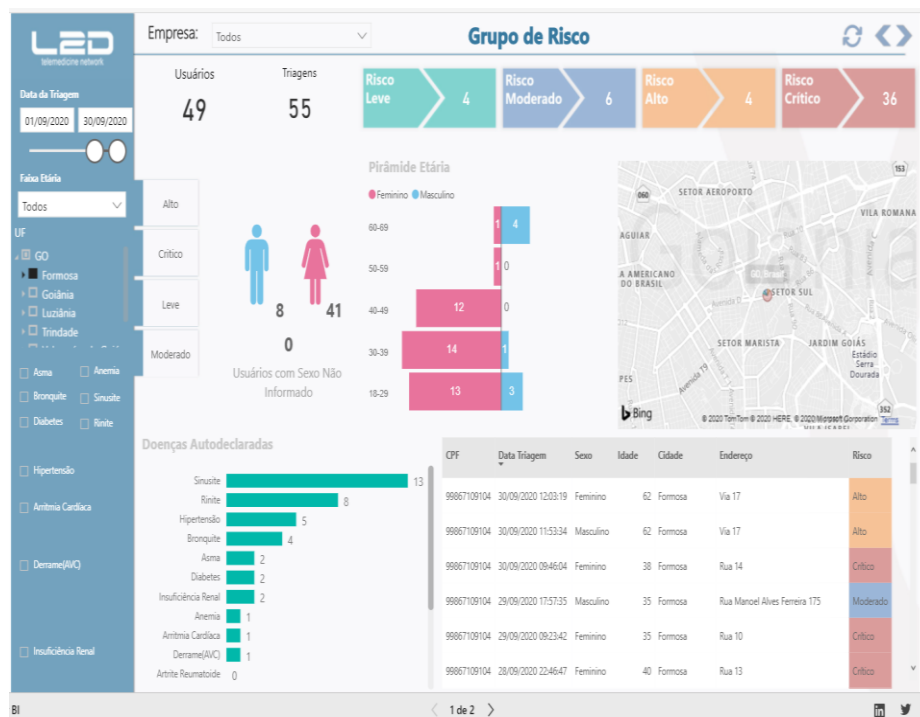 LED
telemedicine network
Empresa: Todos
Grupo de Risco
Data da Triagem
01/09/2020 30/09/2020
Faixa Etária
Todos
UF
GO
Formosa
Goiânia
Luziânia
Trindade
Asma Anemia
Bronquite Sinusite
Diabetes Rinite
Hipertensão
Arritmia Cardíaca
Derrame(AVC)
Insuficiência Renal
Usuários Triagens
49 55
Risco Leve 4
Risco Moderado 6
Risco Alto 4
Risco Crítico 36
Alto
Crítico
Leve
Moderado
8 41
0
Usuários com Sexo Não
Informado
Pirâmide Etária
Feminino Masculino
60-69 1 4
50-59 1 0
40-49 12 0
30-39 14 1
18-29 13 3
153
060
SETOR AEROPORTO
VILA ROMANA
AGUIAR
Goiânia
A AMERICANO
DO BRASIL
GO, Brasil
SETOR SUL
Avenida D
SETOR MARISTA
JARDIM GOIÁS
Estádio
Serra
Dourada
PES
Avenida T9
352
Bing
© 2020 TomTom © 2020 HERE, © 2020 Microsoft Corporation Terms
Doenças Autodeclaradas
Sinusite 13
Rinite 8
Hipertensão 5
Bronquite 4
Asma 2
Diabetes 2
Insuficiência Renal 2
Anemia 1
Arritmia Cardíaca 1
Derrame(AVC) 1
Artrite Reumatoide 0
CPF Data Triagem Sexo Idade Cidade Endereço Risco
99867109104 30/09/2020 12:03:19 Feminino 62 Formosa Via 17 Alto
99867109104 30/09/2020 11:53:34 Masculino 62 Formosa Via 17 Alto
99867109104 30/09/2020 09:46:04 Feminino 38 Formosa Rua 14 Crítico
99867109104 29/09/2020 17:57:35 Masculino 35 Formosa Rua Manoel Alves Ferreira 175 Moderado
99867109104 29/09/2020 09:23:42 Feminino 35 Formosa Rua 10 Crítico
99867109104 28/09/2020 22:46:47 Feminino 40 Formosa Rua 13 Crítico
BI
1 de 2